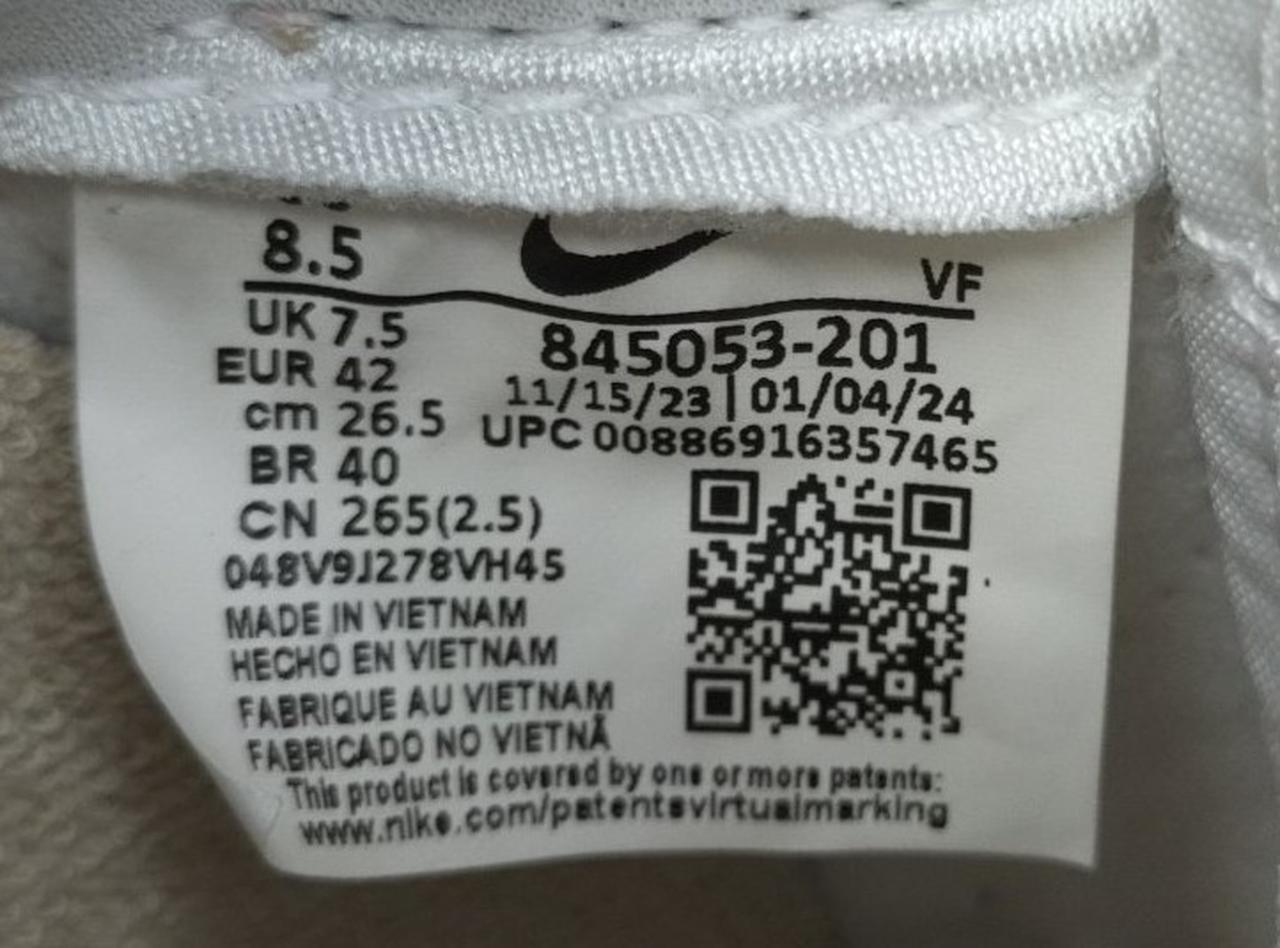 8.5
VF
UK 7.5
EUR 42
cm 26.5
BR 40
CN 265(2.5)
845053-201
11/15/23 | 01/04/24
UPC 00886916357465
048V9J278VH45
MADE IN VIETNAM
HECHO EN VIETNAM
FABRIQUE AU VIETNAM
FABRICADO NO VIETNÃ
This product is covered by one or more patents:
www.nike.com/patentsvirtualmarking